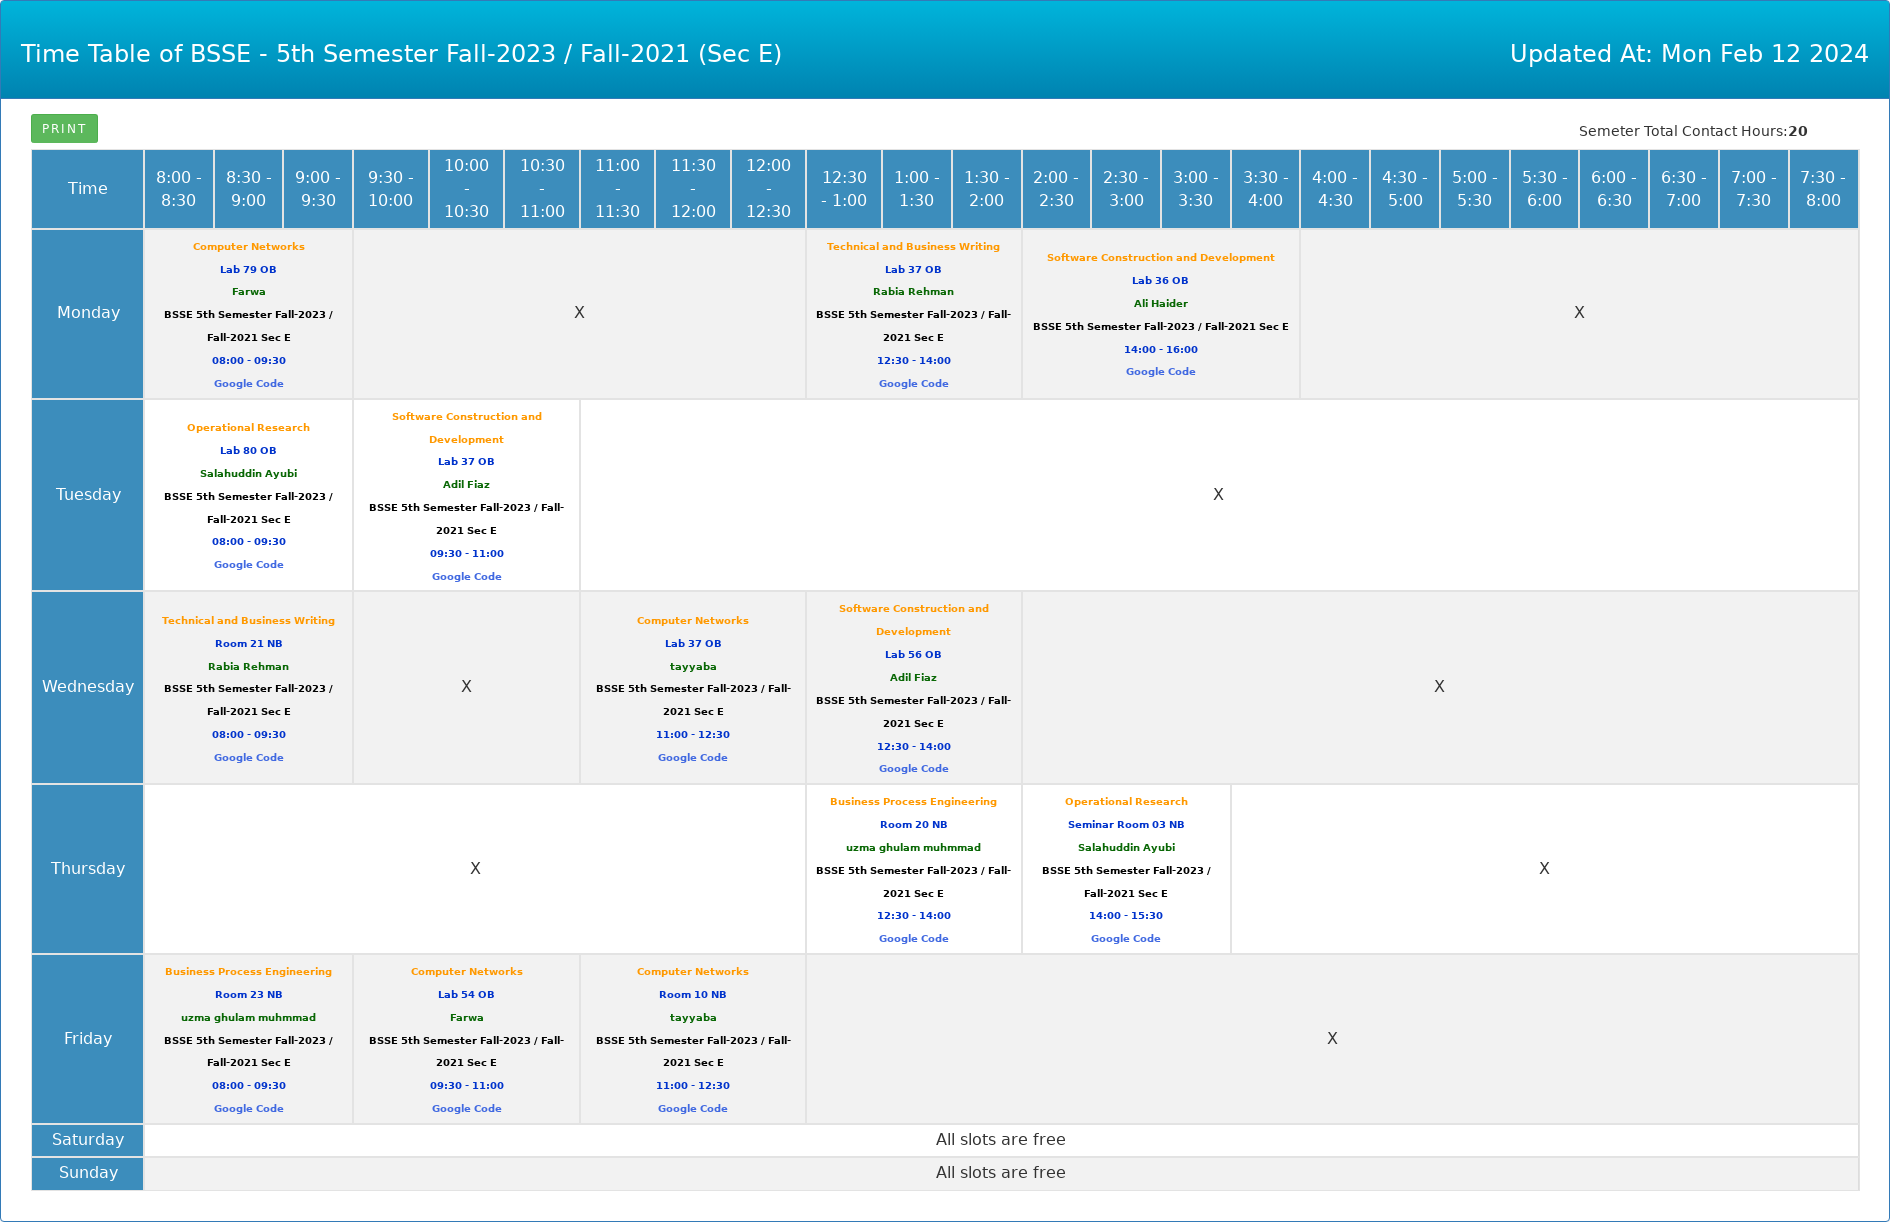 Time Table of BSSE - 5th Semester Fall-2023 / Fall-2021 (Sec E)
Updated At: Mon Feb 12 2024
PRINT
Semeter Total Contact Hours:20
Time
8:00 -
8:30
8:30 -
9:00
9:00 -
9:30
9:30 -
10:00
10:00
-
10:30
10:30
-
11:00
11:00
-
11:30
11:30
-
12:00
12:00
-
12:30
12:30
- 1:00
1:00 -
1:30
1:30 -
2:00
2:00 -
2:30
2:30 -
3:00
3:00 -
3:30
3:30 -
4:00
4:00 -
4:30
4:30 -
5:00
5:00 -
5:30
5:30 -
6:00
6:00 -
6:30
6:30 -
7:00
7:00 -
7:30
7:30 -
8:00
Monday
Computer Networks
Lab 79 OB
Farwa
BSSE 5th Semester Fall-2023 /
Fall-2021 Sec E
08:00 - 09:30
Google Code
X
Technical and Business Writing
Lab 37 OB
Rabia Rehman
BSSE 5th Semester Fall-2023 / Fall-
2021 Sec E
12:30 - 14:00
Google Code
Software Construction and Development
Lab 36 OB
Ali Haider
BSSE 5th Semester Fall-2023 / Fall-2021 Sec E
14:00 - 16:00
Google Code
X
Tuesday
Operational Research
Lab 80 OB
Salahuddin Ayubi
BSSE 5th Semester Fall-2023 /
Fall-2021 Sec E
08:00 - 09:30
Google Code
Software Construction and
Development
Lab 37 OB
Adil Fiaz
BSSE 5th Semester Fall-2023 / Fall-
2021 Sec E
09:30 - 11:00
Google Code
X
Wednesday
Technical and Business Writing
Room 21 NB
Rabia Rehman
BSSE 5th Semester Fall-2023 /
Fall-2021 Sec E
08:00 - 09:30
Google Code
X
Computer Networks
Lab 37 OB
tayyaba
BSSE 5th Semester Fall-2023 / Fall-
2021 Sec E
11:00 - 12:30
Google Code
Software Construction and
Development
Lab 56 OB
Adil Fiaz
BSSE 5th Semester Fall-2023 / Fall-
2021 Sec E
12:30 - 14:00
Google Code
X
Thursday
X
Business Process Engineering
Room 20 NB
uzma ghulam muhmmad
BSSE 5th Semester Fall-2023 / Fall-
2021 Sec E
12:30 - 14:00
Google Code
Operational Research
Seminar Room 03 NB
Salahuddin Ayubi
BSSE 5th Semester Fall-2023 /
Fall-2021 Sec E
14:00 - 15:30
Google Code
X
Friday
Business Process Engineering
Room 23 NB
uzma ghulam muhmmad
BSSE 5th Semester Fall-2023 /
Fall-2021 Sec E
08:00 - 09:30
Google Code
Computer Networks
Lab 54 OB
Farwa
BSSE 5th Semester Fall-2023 / Fall-
2021 Sec E
09:30 - 11:00
Google Code
Computer Networks
Room 10 NB
tayyaba
BSSE 5th Semester Fall-2023 / Fall-
2021 Sec E
11:00 - 12:30
Google Code
X
Saturday
All slots are free
Sunday
All slots are free